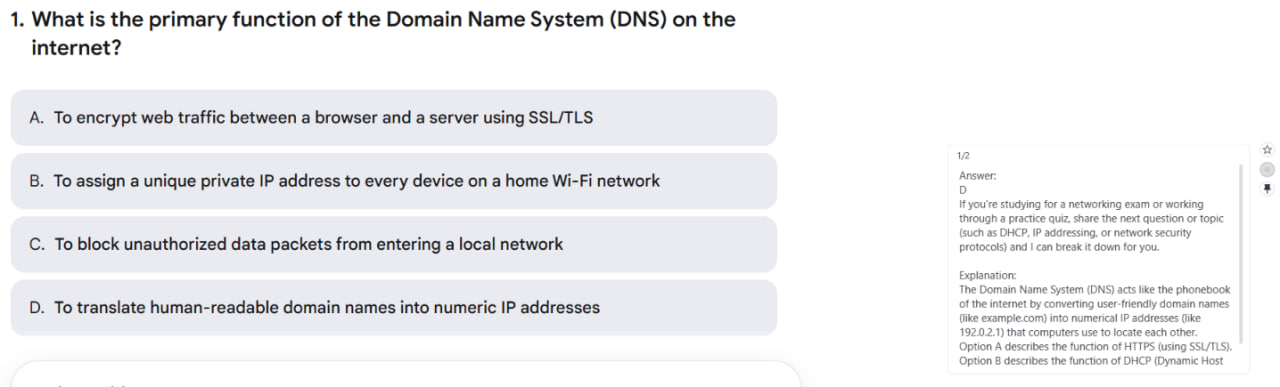 1. What is the primary function of the Domain Name System (DNS) on the
internet?
A. To encrypt web traffic between a browser and a server using SSL/TLS
B. To assign a unique private IP address to every device on a home Wi-Fi network
C. To block unauthorized data packets from entering a local network
D. To translate human-readable domain names into numeric IP addresses
1/2
Answer:
D
If you're studying for a networking exam or working
through a practice quiz, share the next question or topic
(such as DHCP, IP addressing, or network security
protocols) and I can break it down for you.
Explanation:
The Domain Name System (DNS) acts like the phonebook
of the internet by converting user-friendly domain names
(like example.com) into numerical IP addresses (like
192.0.2.1) that computers use to locate each other.
Option A describes the function of HTTPS (using SSL/TLS).
Option B describes the function of DHCP (Dynamic Host